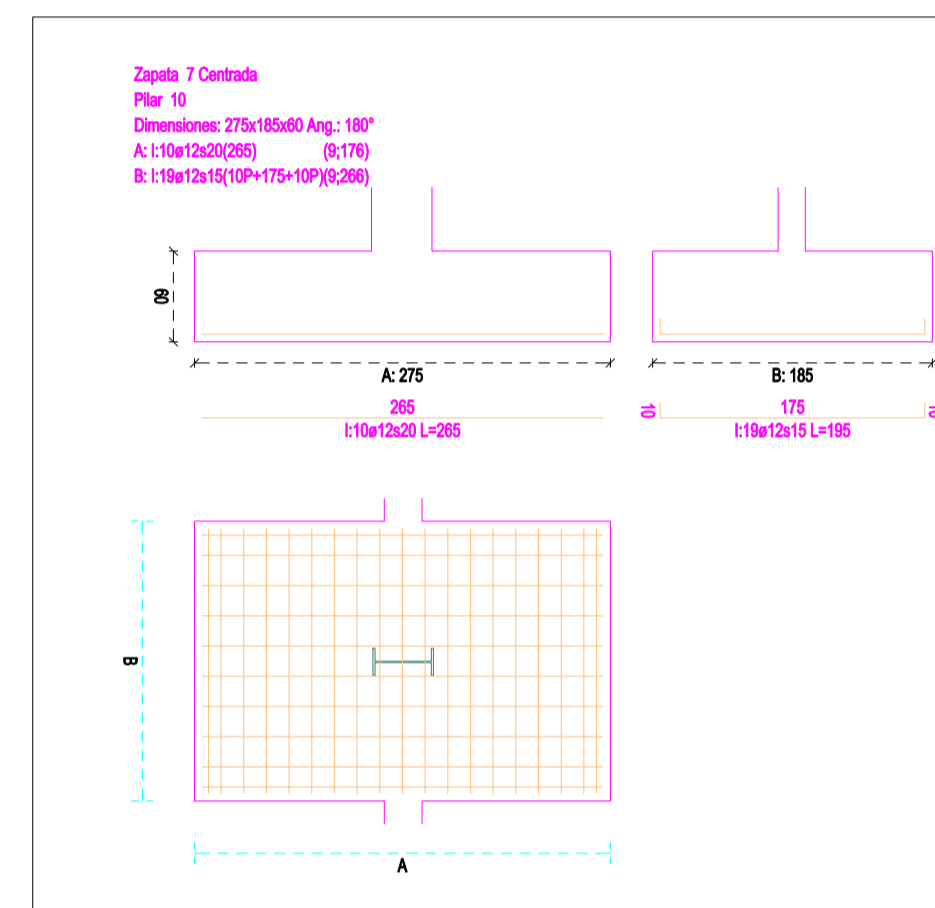 Zapata 7 Centrada
Pilar 10
Dimensiones: 275x185x60 Ang.: 180°
A: I:10ø12s20(265) (9;176)
B: I:19ø12s15(10P+175+10P)(9;266)
60
A: 275
B: 185
265
I:10ø12s20 L=265
10
175
10
I:19ø12s15 L=195
B
A